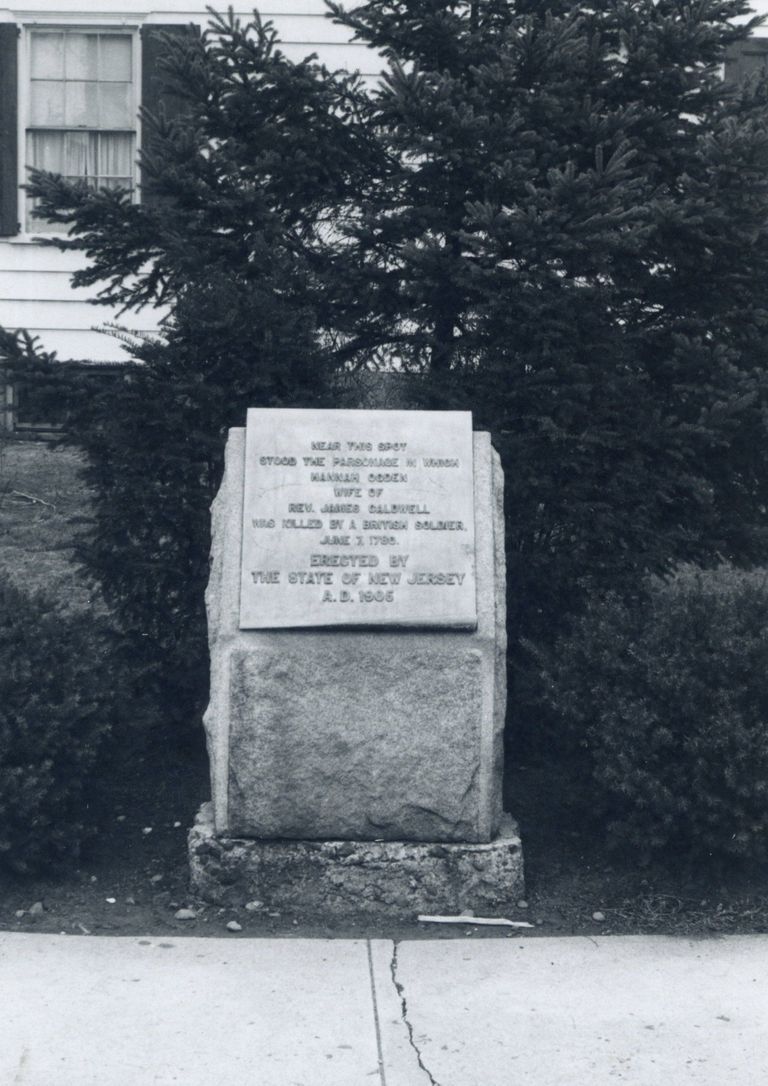 NEAR THIS SPOT
STOOD THE PARSONAGE IN WHICH
HANNAH OGDEN
WIFE OF
REV. JAMES CALDWELL
WAS KILLED BY A BRITISH SOLDIER,
JUNE 7, 1780.
ERECTED BY
THE STATE OF NEW JERSEY
A.D. 1905